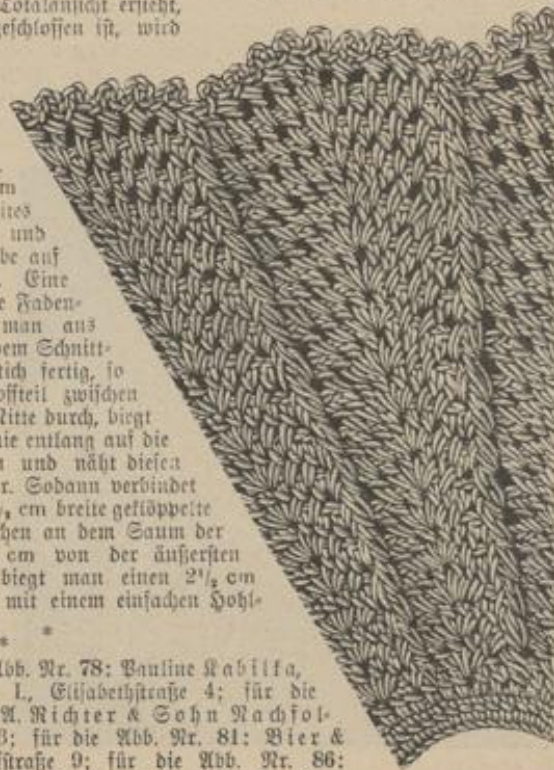 Totalansicht ersieht,
geschlossen ist, wird
m
ites
und
be auf
Eine
e Faden-
man aus
dem Schnitt-
tich fertig, so
offteil zwischen
Mitte durch, biegt
nie entlang auf die
n und näht diesen
r. Sodann verbindet
/₂ cm breite geklöppelte
chen an dem Saum der
cm von der äußersten
biegt man einen 2¹/₂ cm
mit einem einfachen Hohl-
* *
Abb. Nr. 78: Pauline Kabilka,
I., Elisabethstraße 4; für die
A. Richter & Sohn Nachfol-
3; für die Abb. Nr. 81: Bier &
straße 9; für die Abb. Nr. 86: